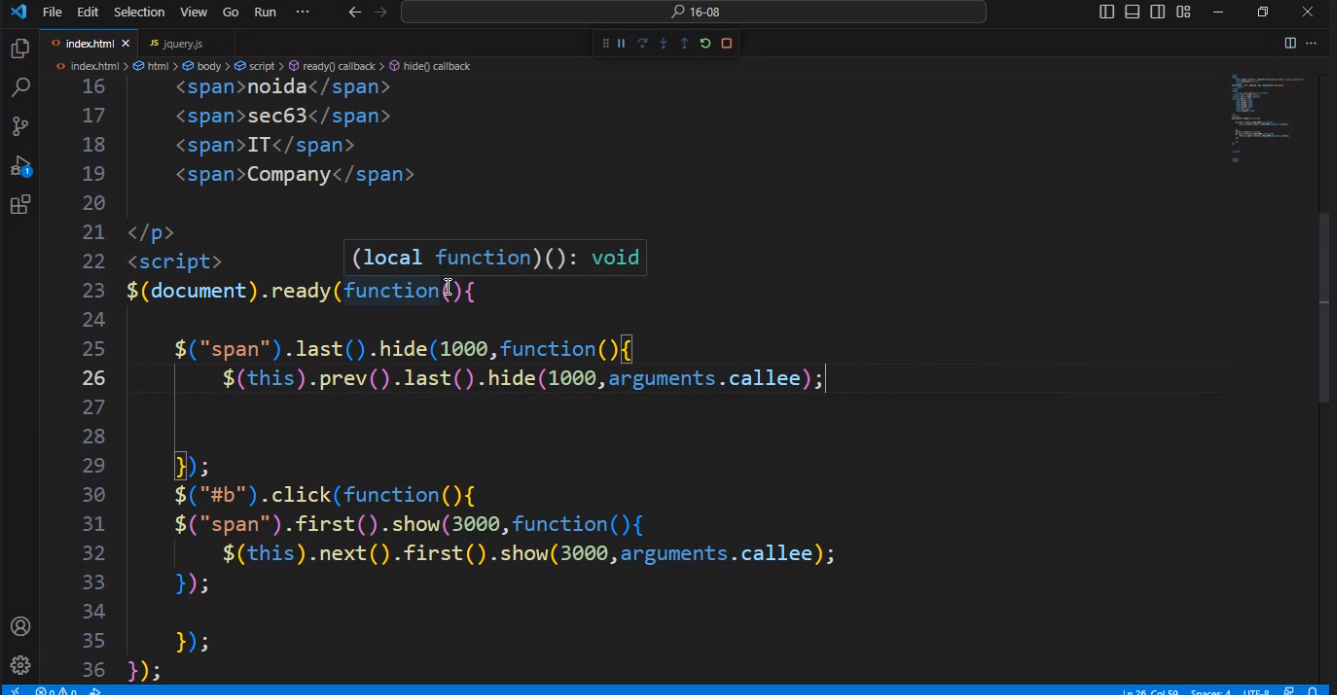 File Edit Selection View Go Run ··· 16-08
index.html JS jquery.js
index.html > html > body > script > ready() callback > hide() callback
16 <span>noida</span>
17 <span>sec63</span>
18 <span>IT</span>
19 <span>Company</span>
20
21 </p>
22 <script>
(local function)(): void
23 $(document).ready(function(){
24
25 $("span").last().hide(1000,function(){
26 $(this).prev().last().hide(1000,arguments.callee);
27
28
29 });
30 $("#b").click(function(){
31 $("span").first().show(3000,function(){
32 $(this).next().first().show(3000,arguments.callee);
33 });
34
35 });
36 });
1
0 0 Ln 26, Col 59 Spaces: 4 UTF-8